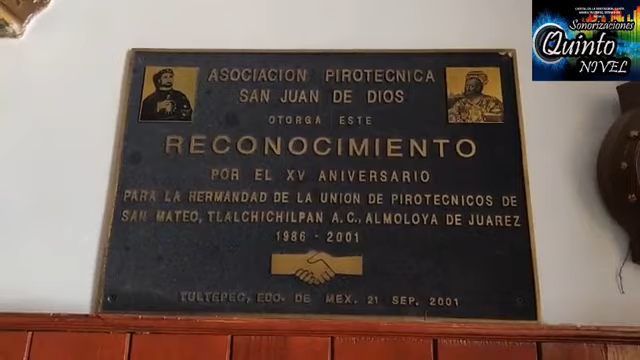 ASOCIACION PIROTECNICA
SAN JUAN DE DIOS
OTORGA ESTE
RECONOCIMIENTO
POR EL XV ANIVERSARIO
PARA LA HERMANDAD DE LA UNION DE PIROTECNICOS DE
SAN MATEO, TLALCHICHILPAN A.C., ALMOLOYA DE JUAREZ
1986 - 2001
TULTEPEC, EDO. DE MEX. 21 SEP. 2001
Sonorizaciones
Quinto
NIVEL